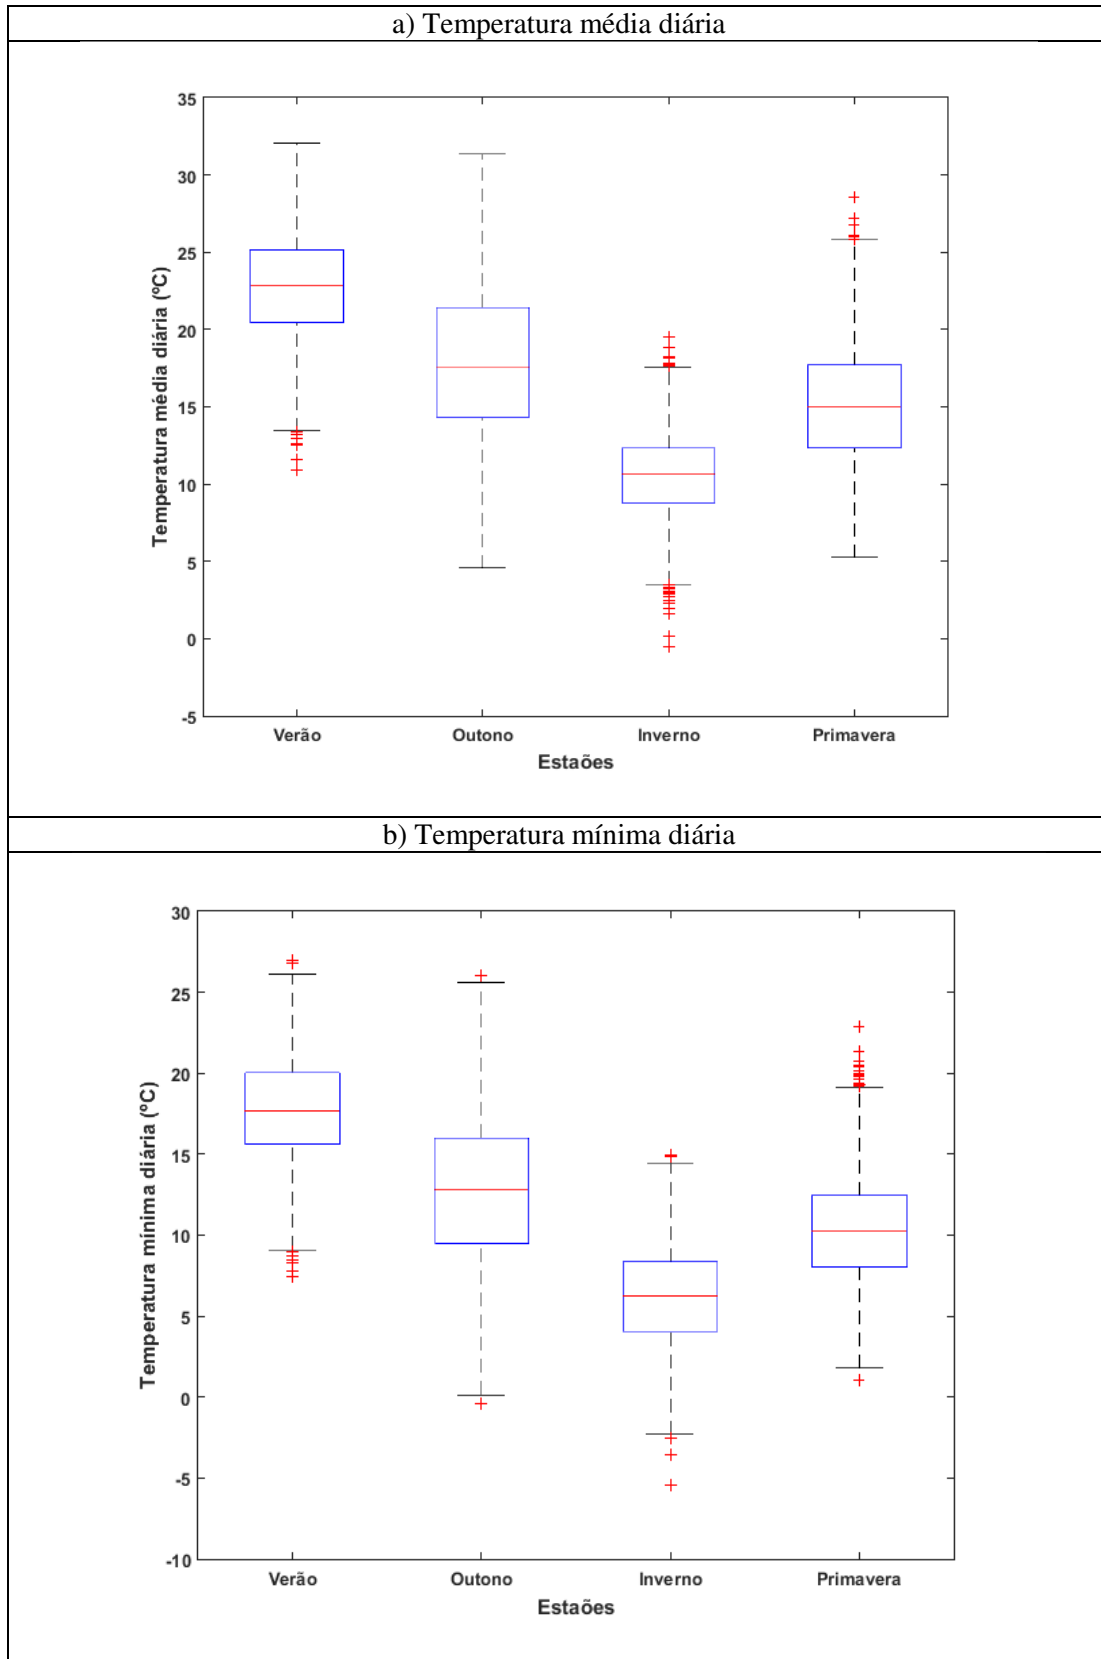 a) Temperatura média diária
35
30
25
20
15
10
5
0
-5
Temperatura média diária (ºC)
Verão Outono Inverno Primavera
Estaões
b) Temperatura mínima diária
30
25
20
15
10
5
0
-5
-10
Temperatura mínima diária (ºC)
Verão Outono Inverno Primavera
Estaões